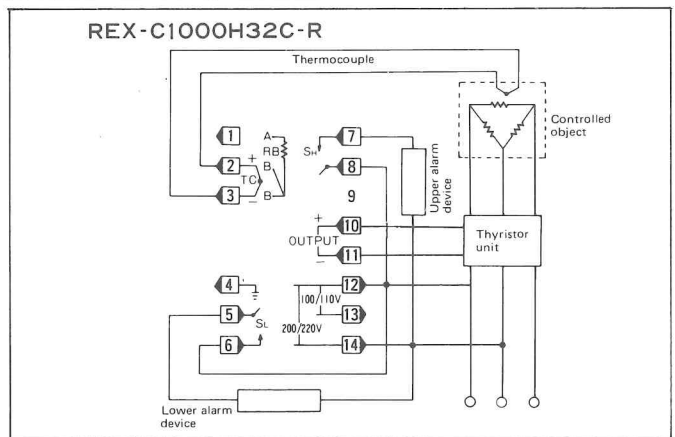 REX-C1000H32C-R
Thermocouple
Controlled
object
1
A
RB
B
B
2
+
TC
3
−
SH
7
8
9
Upper alarm
device
+
10
OUTPUT
11
−
Thyristor
unit
4
5
SL
6
100/110V
200/220V
12
13
14
Lower alarm
device